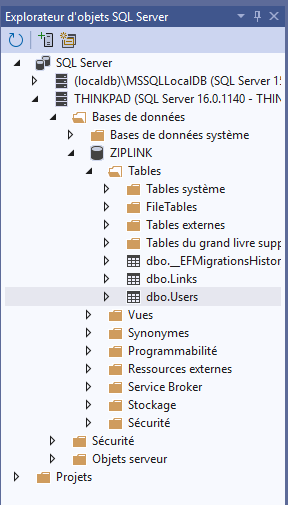 Explorateur d'objets SQL Server
SQL Server
(localdb)\MSSQLLocalDB (SQL Server 15
THINKPAD (SQL Server 16.0.1140 - THIN
Bases de données
Bases de données système
ZIPLINK
Tables
Tables système
FileTables
Tables externes
Tables du grand livre supp
dbo.__EFMigrationsHistor
dbo.Links
dbo.Users
Vues
Synonymes
Programmabilité
Ressources externes
Service Broker
Stockage
Sécurité
Sécurité
Objets serveur
Projets